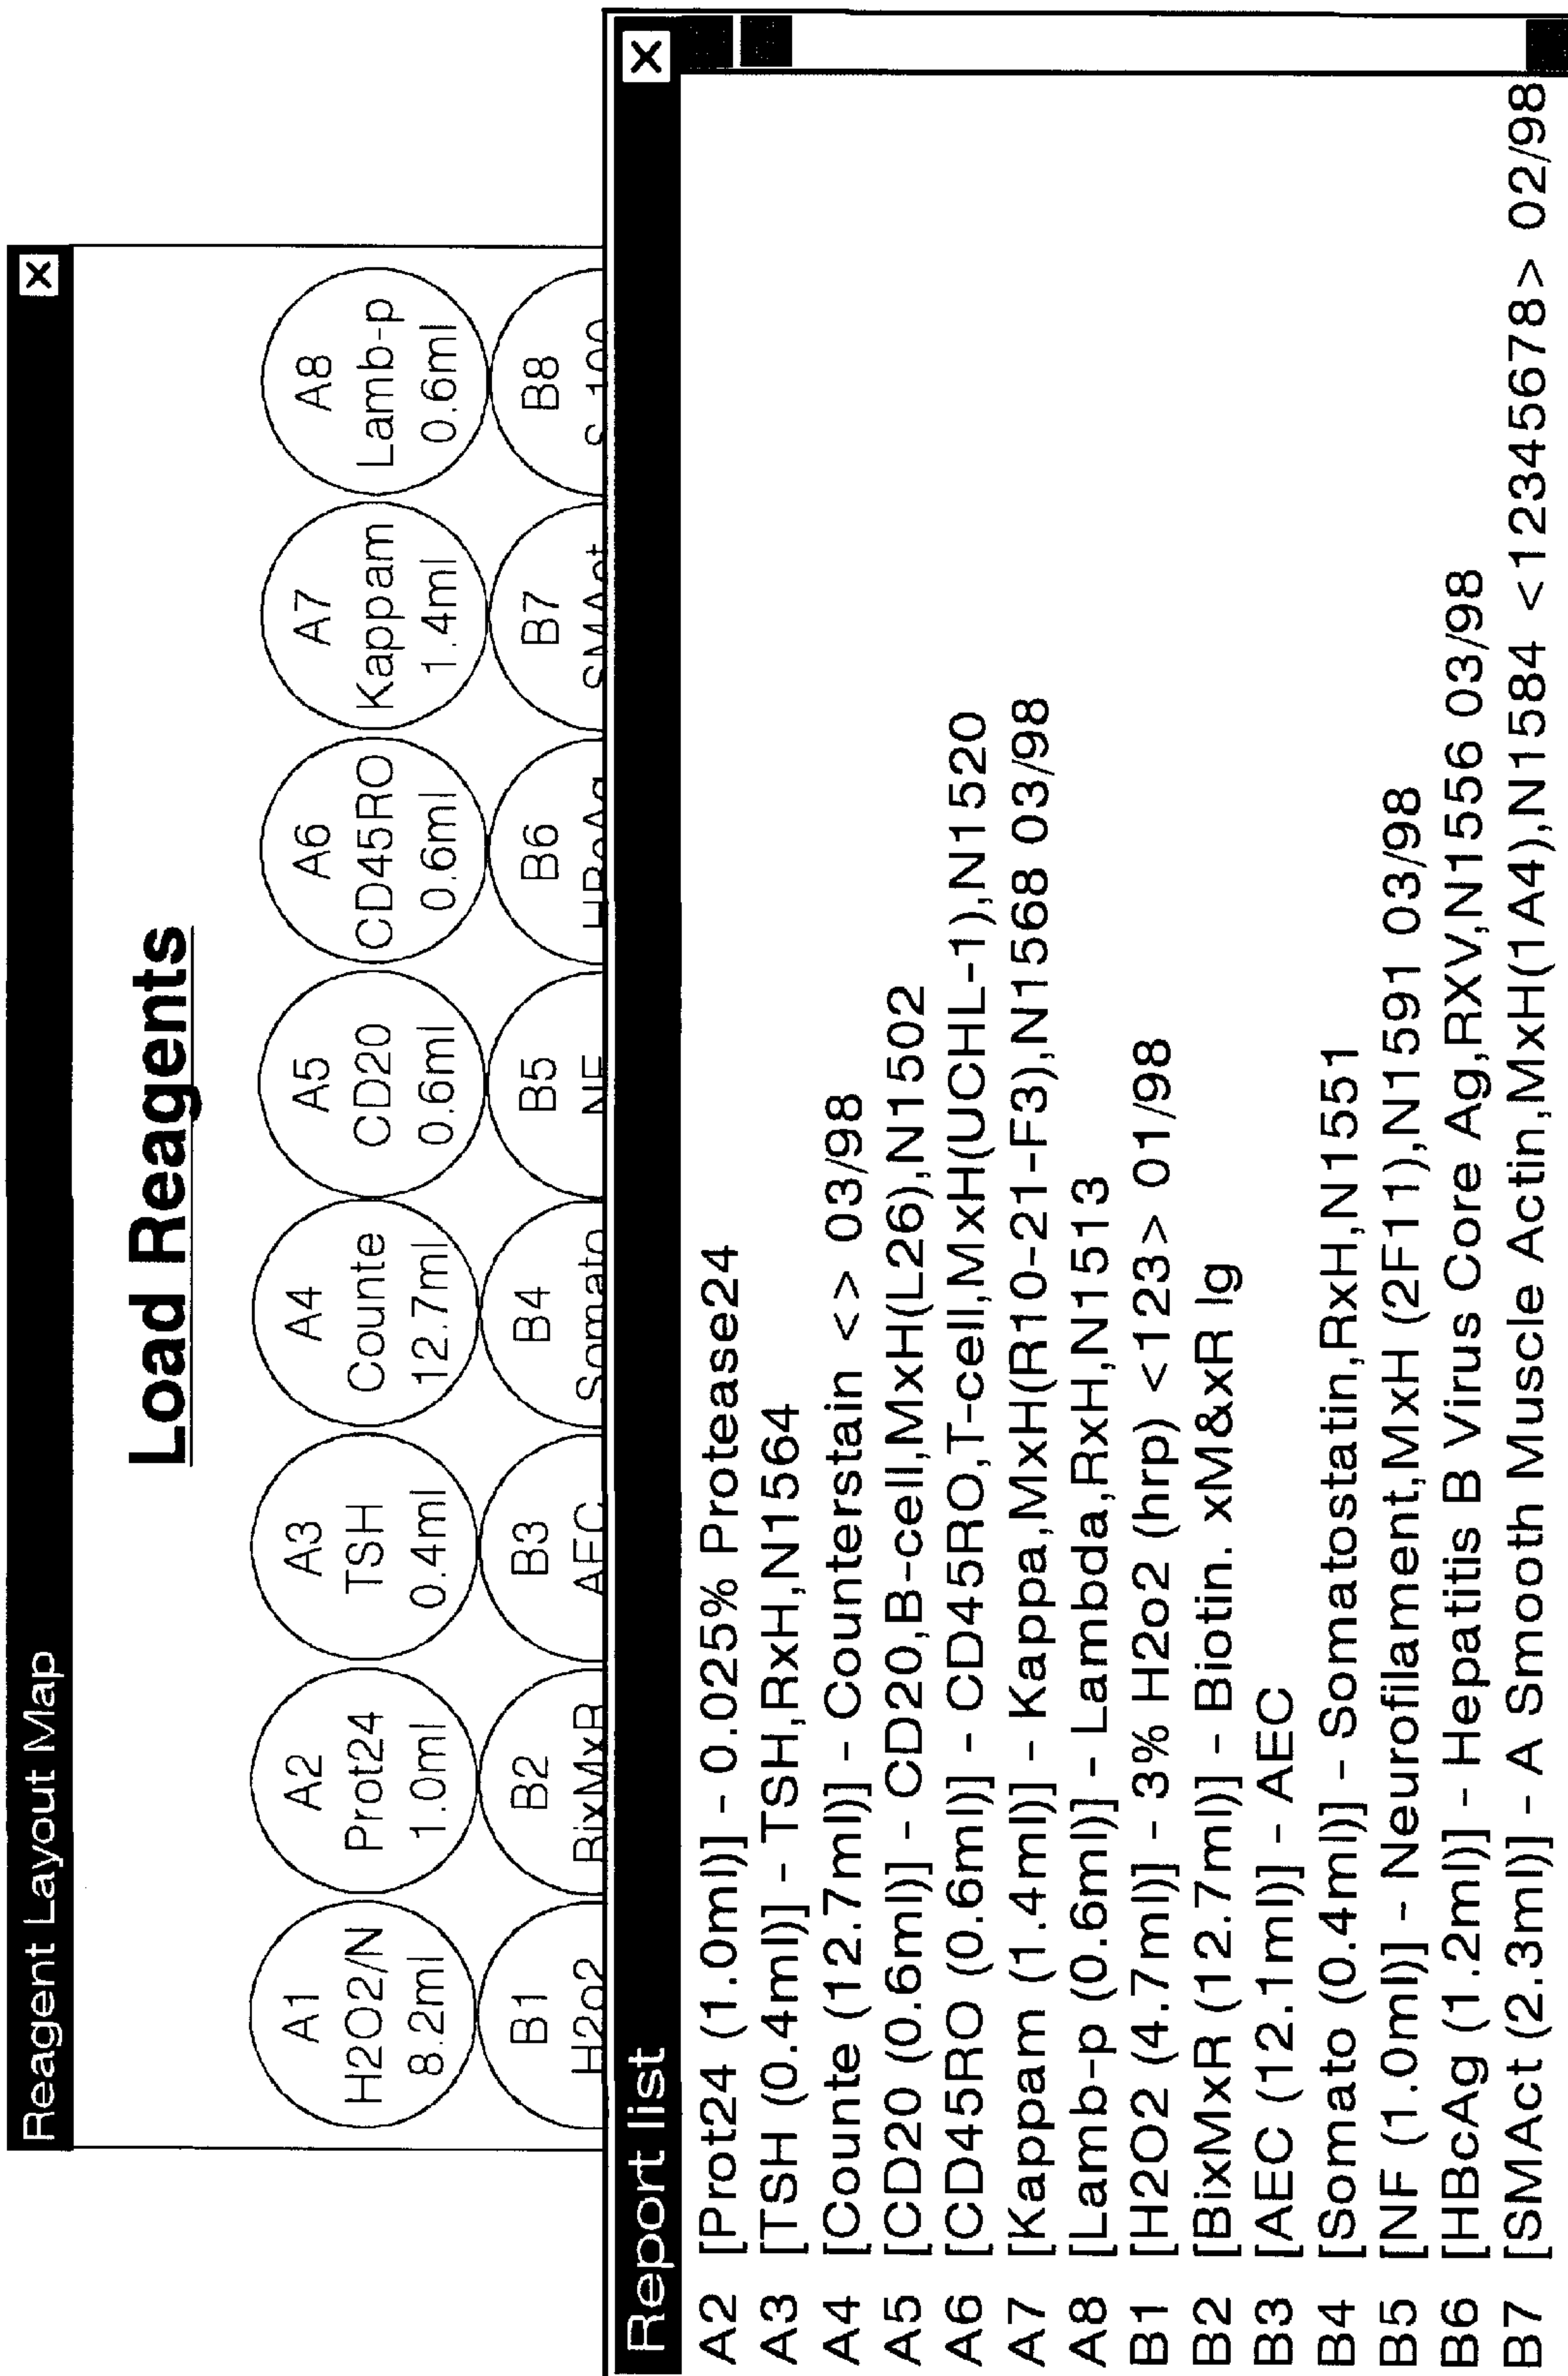 Reagent Layout Map
X
Load Reagents
A1 A2 A3 A4 A5 A6 A7 A8
H2O2/N Prot24 TSH Counte CD20 CD45RO Kappam Lamb-p
8.2ml 1.0ml 0.4ml 12.7ml 0.6ml 0.6ml 1.4ml 0.6ml
B1 B2 B3 B4 B5 B6 B7 B8
H2o2 BixMxR AEC Somato NF HBcAg SMAct S-100
Report list
X
A2 [Prot24 (1.0ml)] - 0.025% Protease24
A3 [TSH (0.4ml)] - TSH,RxH,N1564
A4 [Counte (12.7ml)] - Counterstain <> 03/98
A5 [CD20 (0.6ml)] - CD20,B-cell,MxH(L26),N1502
A6 [CD45RO (0.6ml)] - CD45RO,T-cell,MxH(UCHL-1),N1520
A7 [Kappam (1.4ml)] - Kappa,MxH(R10-21-F3),N1568 03/98
A8 [Lamb-p (0.6ml)] - Lambda,RxH,N1513
B1 [H2O2 (4.7ml)] - 3% H2o2 (hrp) <123> 01/98
B2 [BixMxR (12.7ml)] - Biotin. xM&xR Ig
B3 [AEC (12.1ml)] - AEC
B4 [Somato (0.4ml)] - Somatostatin,RxH,N1551
B5 [NF (1.0ml)] - Neurofilament,MxH (2F11),N1591 03/98
B6 [HBcAg (1.2ml)] - Hepatitis B Virus Core Ag,RXV,N1556 03/98
B7 [SMAct (2.3ml)] - A Smooth Muscle Actin,MxH(1A4),N1584 <12345678> 02/98